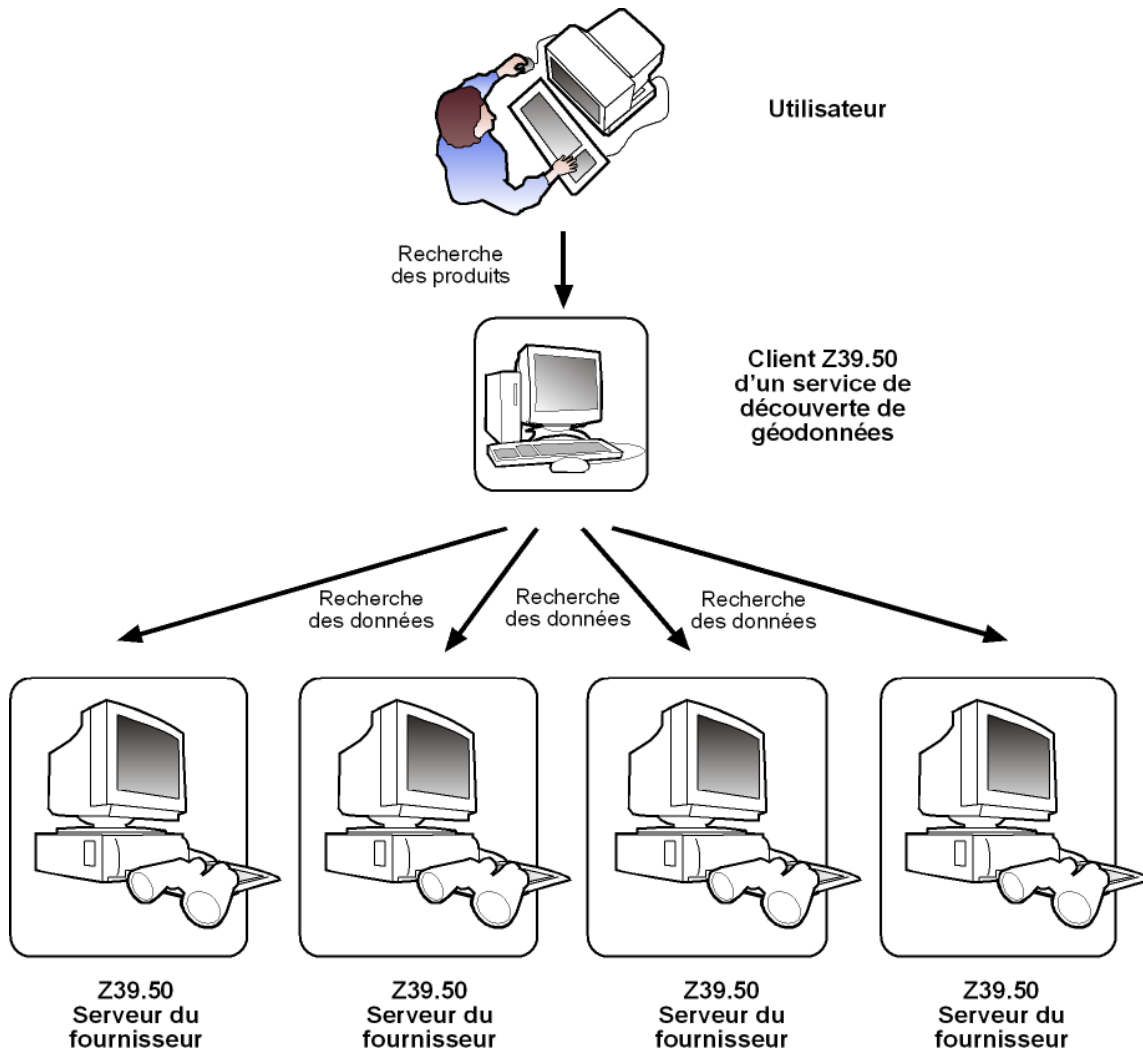 Utilisateur
Recherche
des produits
Client Z39.50
d'un service de
découverte de
géodonnées
Recherche
des données
Recherche
des données
Recherche
des données
Z39.50
Serveur du
fournisseur
Z39.50
Serveur du
fournisseur
Z39.50
Serveur du
fournisseur
Z39.50
Serveur du
fournisseur